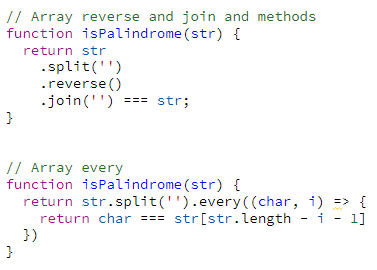 // Array reverse and join and methods
function isPalindrome(str) {
  return str
    .split('')
    .reverse()
    .join('') === str;
}
// Array every
function isPalindrome(str) {
  return str.split('').every((char, i) => {
    return char === str[str.length - i - 1]
  })
}